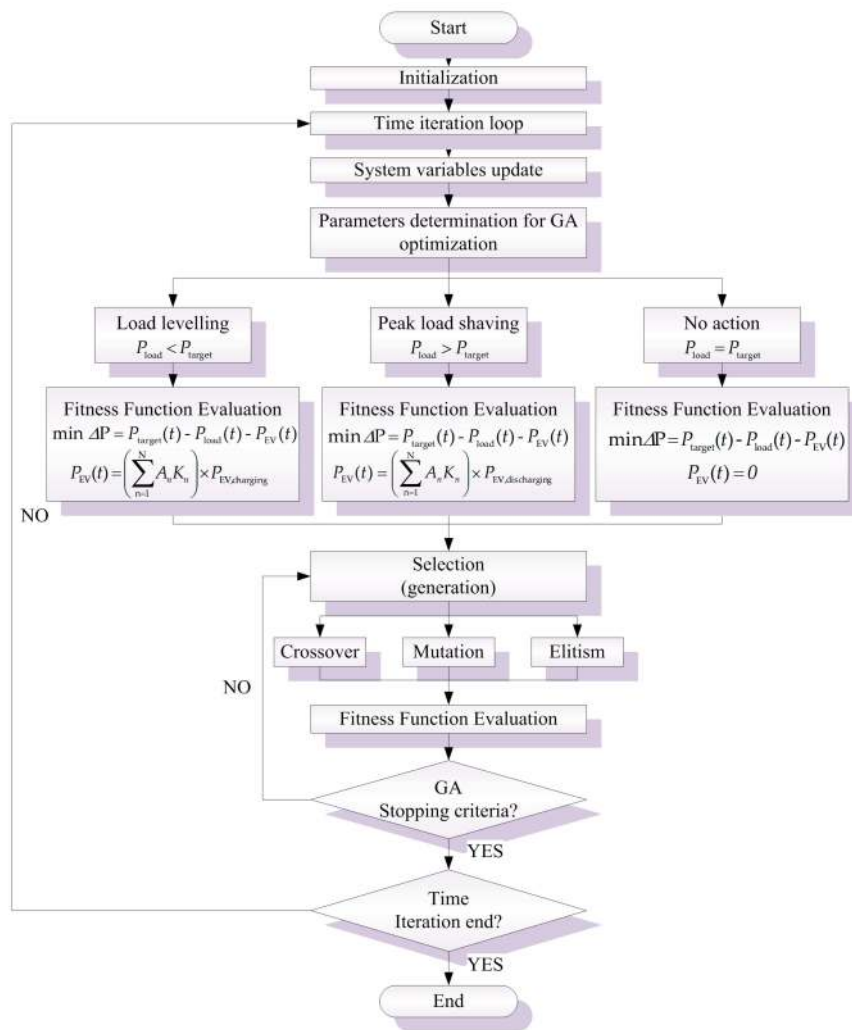 Start
Initialization
Time iteration loop
System variables update
Parameters determination for GA
optimization
Load levelling
P_load < P_target
Peak load shaving
P_load > P_target
No action
P_load = P_target
Fitness Function Evaluation
min ΔP = P_target(t) - P_load(t) - P_EV(t)
P_EV(t) = (∑_{n=1}^{N} A_n K_n) × P_EV,charging
Fitness Function Evaluation
min ΔP = P_target(t) - P_load(t) - P_EV(t)
P_EV(t) = (∑_{n=1}^{N} A_n K_n) × P_EV,discharging
Fitness Function Evaluation
minΔP = P_target(t) - P_load(t) - P_EV(t)
P_EV(t) = 0
NO
Selection
(generation)
Crossover
Mutation
Elitism
NO
Fitness Function Evaluation
GA
Stopping criteria?
YES
Time
Iteration end?
YES
End